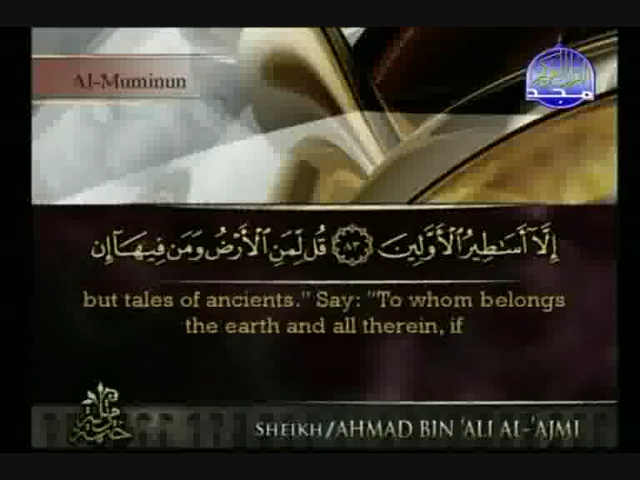 Al-Muminun
مجد
إِلَّآ أَسَٰطِيرُ ٱلْأَوَّلِينَ ٨٣ قُل لِّمَنِ ٱلْأَرْضُ وَمَن فِيهَآ إِن
but tales of ancients." Say: "To whom belongs
the earth and all therein, if
SHEIKH/AHMAD BIN 'ALI AL-'AJMI